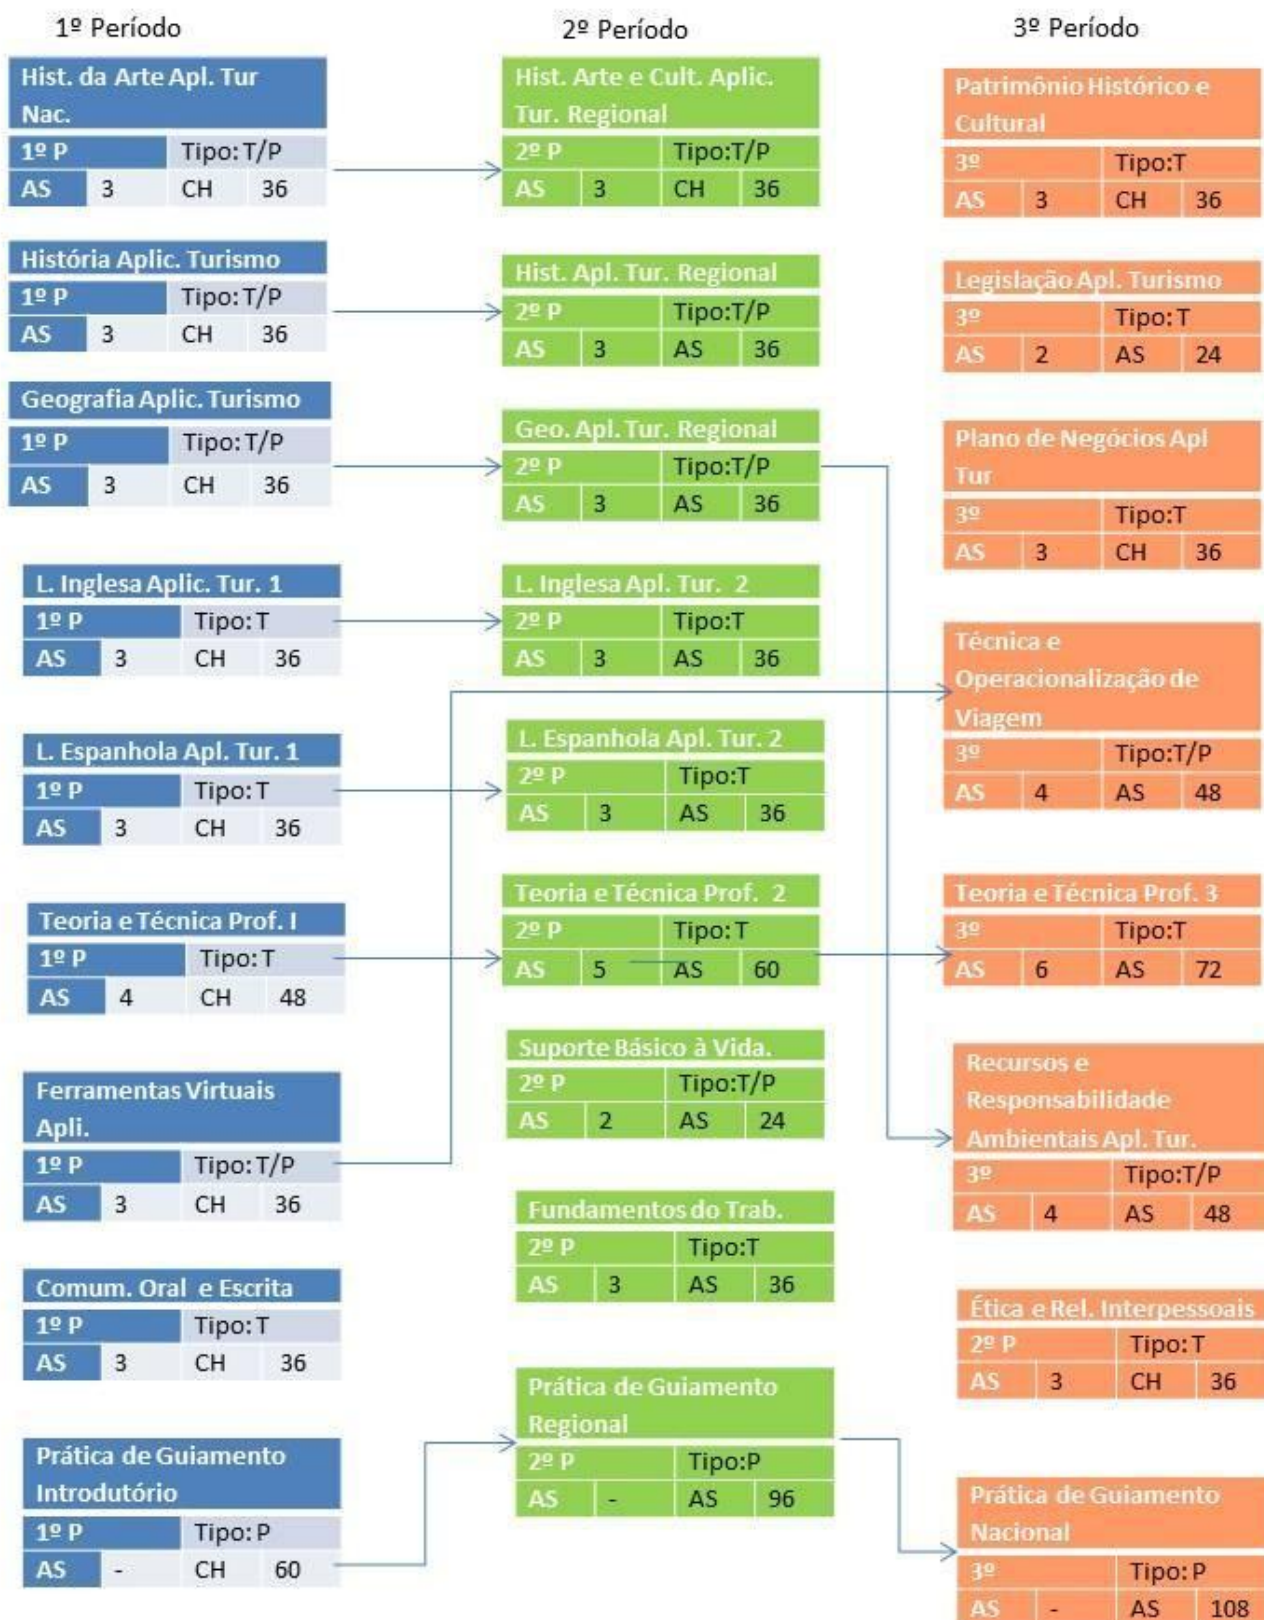 1º Período
Hist. da Arte Apl. Tur
Nac.
1º P Tipo: T/P
AS 3 CH 36
História Aplic. Turismo
1º P Tipo: T/P
AS 3 CH 36
Geografia Aplic. Turismo
1º P Tipo: T/P
AS 3 CH 36
L. Inglesa Aplic. Tur. 1
1º P Tipo: T
AS 3 CH 36
L. Espanhola Apl. Tur. 1
1º P Tipo: T
AS 3 CH 36
Teoria e Técnica Prof. I
1º P Tipo: T
AS 4 CH 48
Ferramentas Virtuais
Apli.
1º P Tipo: T/P
AS 3 CH 36
Comum. Oral e Escrita
1º P Tipo: T
AS 3 CH 36
Prática de Guiamento
Introdutório
1º P Tipo: P
AS - CH 60
2º Período
Hist. Arte e Cult. Aplic.
Tur. Regional
2º P Tipo:T/P
AS 3 CH 36
Hist. Apl. Tur. Regional
2º P Tipo:T/P
AS 3 AS 36
Geo. Apl. Tur. Regional
2º P Tipo:T/P
AS 3 AS 36
L. Inglesa Apl. Tur. 2
2º P Tipo:T
AS 3 AS 36
L. Espanhola Apl. Tur. 2
2º P Tipo:T
AS 3 AS 36
Teoria e Técnica Prof. 2
2º P Tipo: T
AS 5 AS 60
Suporte Básico à Vida.
2º P Tipo:T/P
AS 2 AS 24
Fundamentos do Trab.
2º P Tipo:T
AS 3 AS 36
Prática de Guiamento
Regional
2º P Tipo:P
AS - AS 96
3º Período
Patrimônio Histórico e
Cultural
3º Tipo:T
AS 3 CH 36
Legislação Apl. Turismo
3º Tipo: T
AS 2 AS 24
Plano de Negócios Apl
Tur
3º Tipo:T
AS 3 CH 36
Técnica e
Operacionalização de
Viagem
3º Tipo:T/P
AS 4 AS 48
Teoria e Técnica Prof. 3
3º Tipo:T
AS 6 AS 72
Recursos e
Responsabilidade
Ambientais Apl. Tur.
3º Tipo:T/P
AS 4 AS 48
Ética e Rel. Interpessoais
2º P Tipo: T
AS 3 CH 36
Prática de Guiamento
Nacional
3º Tipo: P
AS - AS 108